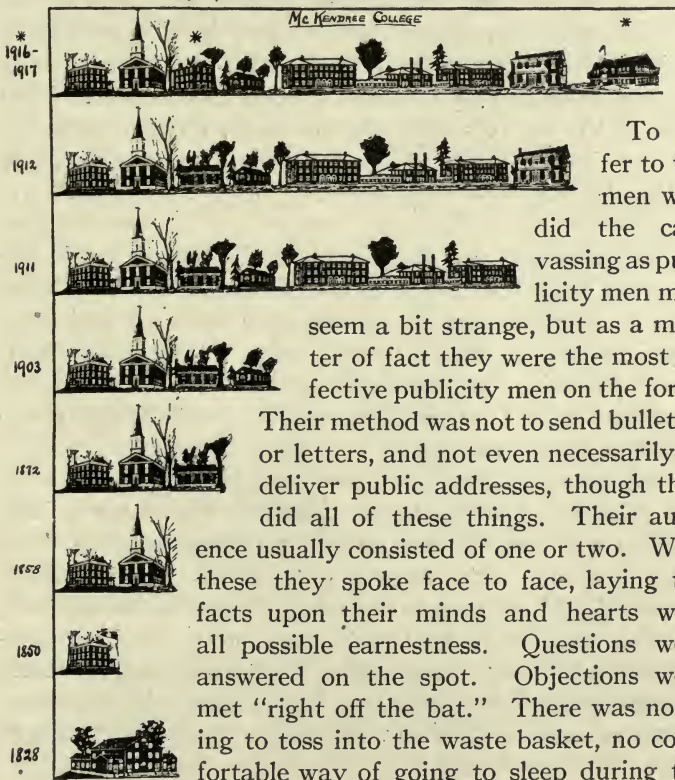 McKendree College
*
*
*
1916-
1917
To
1912
fer to t
men w
did the ca
1911
vassing as pu
licity men m
seem a bit strange, but as a m
1903
ter of fact they were the most
fective publicity men on the for
Their method was not to send bullet
1872
or letters, and not even necessarily
deliver public addresses, though th
did all of these things. Their au
ence usually consisted of one or two. W
1858
these they spoke face to face, laying t
facts upon their minds and hearts w
1850
all possible earnestness. Questions we
answered on the spot. Objections we
met "right off the bat." There was no
1828
ing to toss into the waste basket, no co
fortable way of going to sleep during t